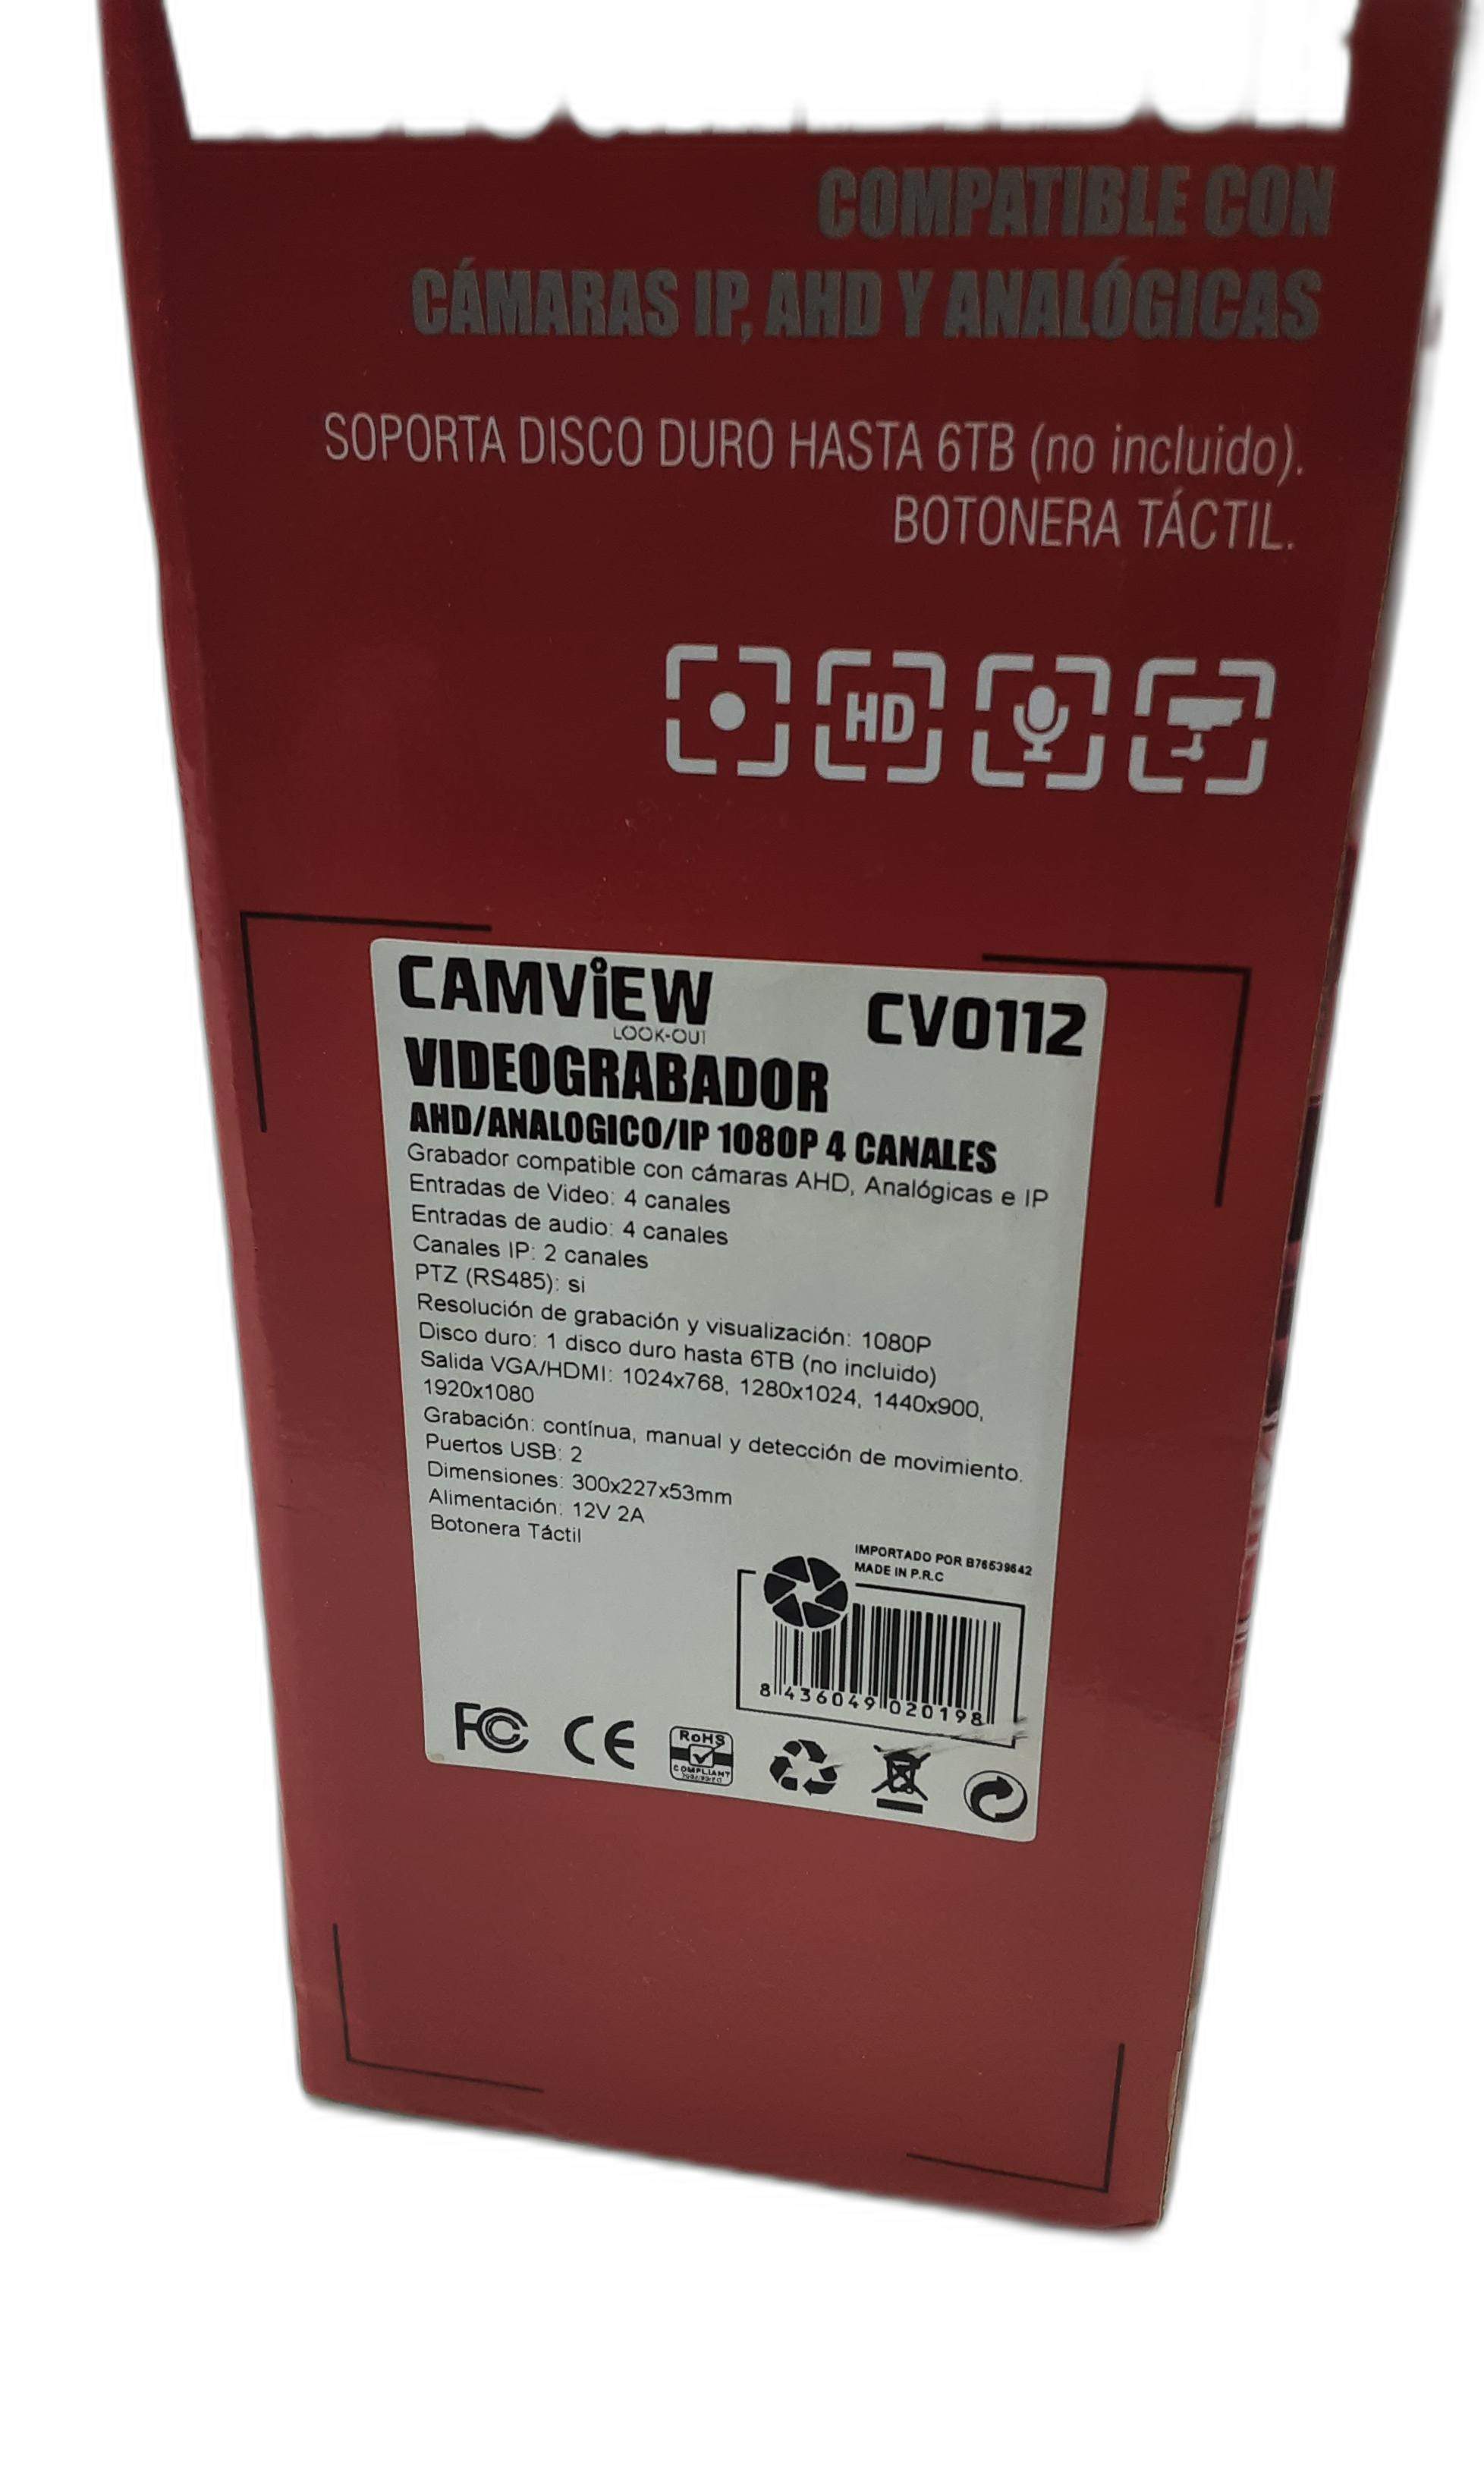 COMPATIBLE CON
CÁMARAS IP, AHD Y ANALÓGICAS
SOPORTA DISCO DURO HASTA 6TB (no incluido).
BOTONERA TÁCTIL.
HD
CAMVIEW
LOOK-OUT
CV0112
VIDEOGRABADOR
AHD/ANALOGICO/IP 1080P 4 CANALES
Grabador compatible con cámaras AHD, Analógicas e IP
Entradas de Video: 4 canales
Entradas de audio: 4 canales
Canales IP: 2 canales
PTZ (RS485): si
Resolución de grabación y visualización: 1080P
Disco duro: 1 disco duro hasta 6TB (no incluido)
Salida VGA/HDMI: 1024x768, 1280x1024, 1440x900,
1920x1080
Grabación: contínua, manual y detección de movimiento.
Puertos USB: 2
Dimensiones: 300x227x53mm
Alimentación: 12V 2A
Botonera Táctil
IMPORTADO POR B76539642
MADE IN P.R.C
8 436049 020198
FC CE
RoHS
COMPLIANT